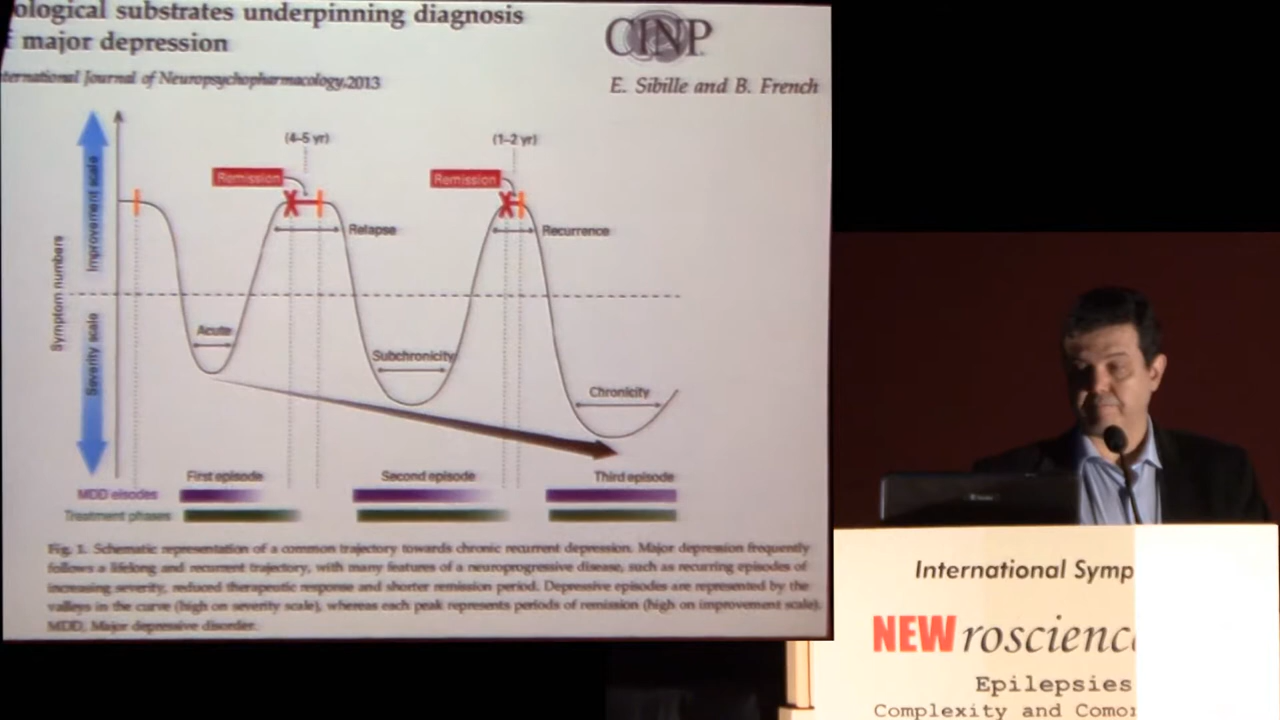 ological substrates underpinning diagnosis
major depression
CINP
ternational Journal of Neuropsychopharmacology,2013
E. Sibille and B. French
(4–5 yr)
(1–2 yr)
Remission
Remission
Relapse
Recurrence
Improvement scale
Symptom numbers
Severity scale
Acute
Subchronicity
Chronicity
First episode
Second episode
Third episode
MDD eisodes
Treatment phases
Fig. 1. Schematic representation of a common trajectory towards chronic recurrent depression. Major depression frequently
follows a lifelong and recurrent trajectory, with many features of a neuroprogressive disease, such as recurring episodes of
increasing severity, reduced therapeutic response and shorter remission period. Depressive episodes are represented by the
valleys in the curve (high on severity scale), whereas each peak represents periods of remission (high on improvement scale).
MDD, Major depressive disorder.
International Symp
NEWroscienc
Epilepsies
Complexity and Como